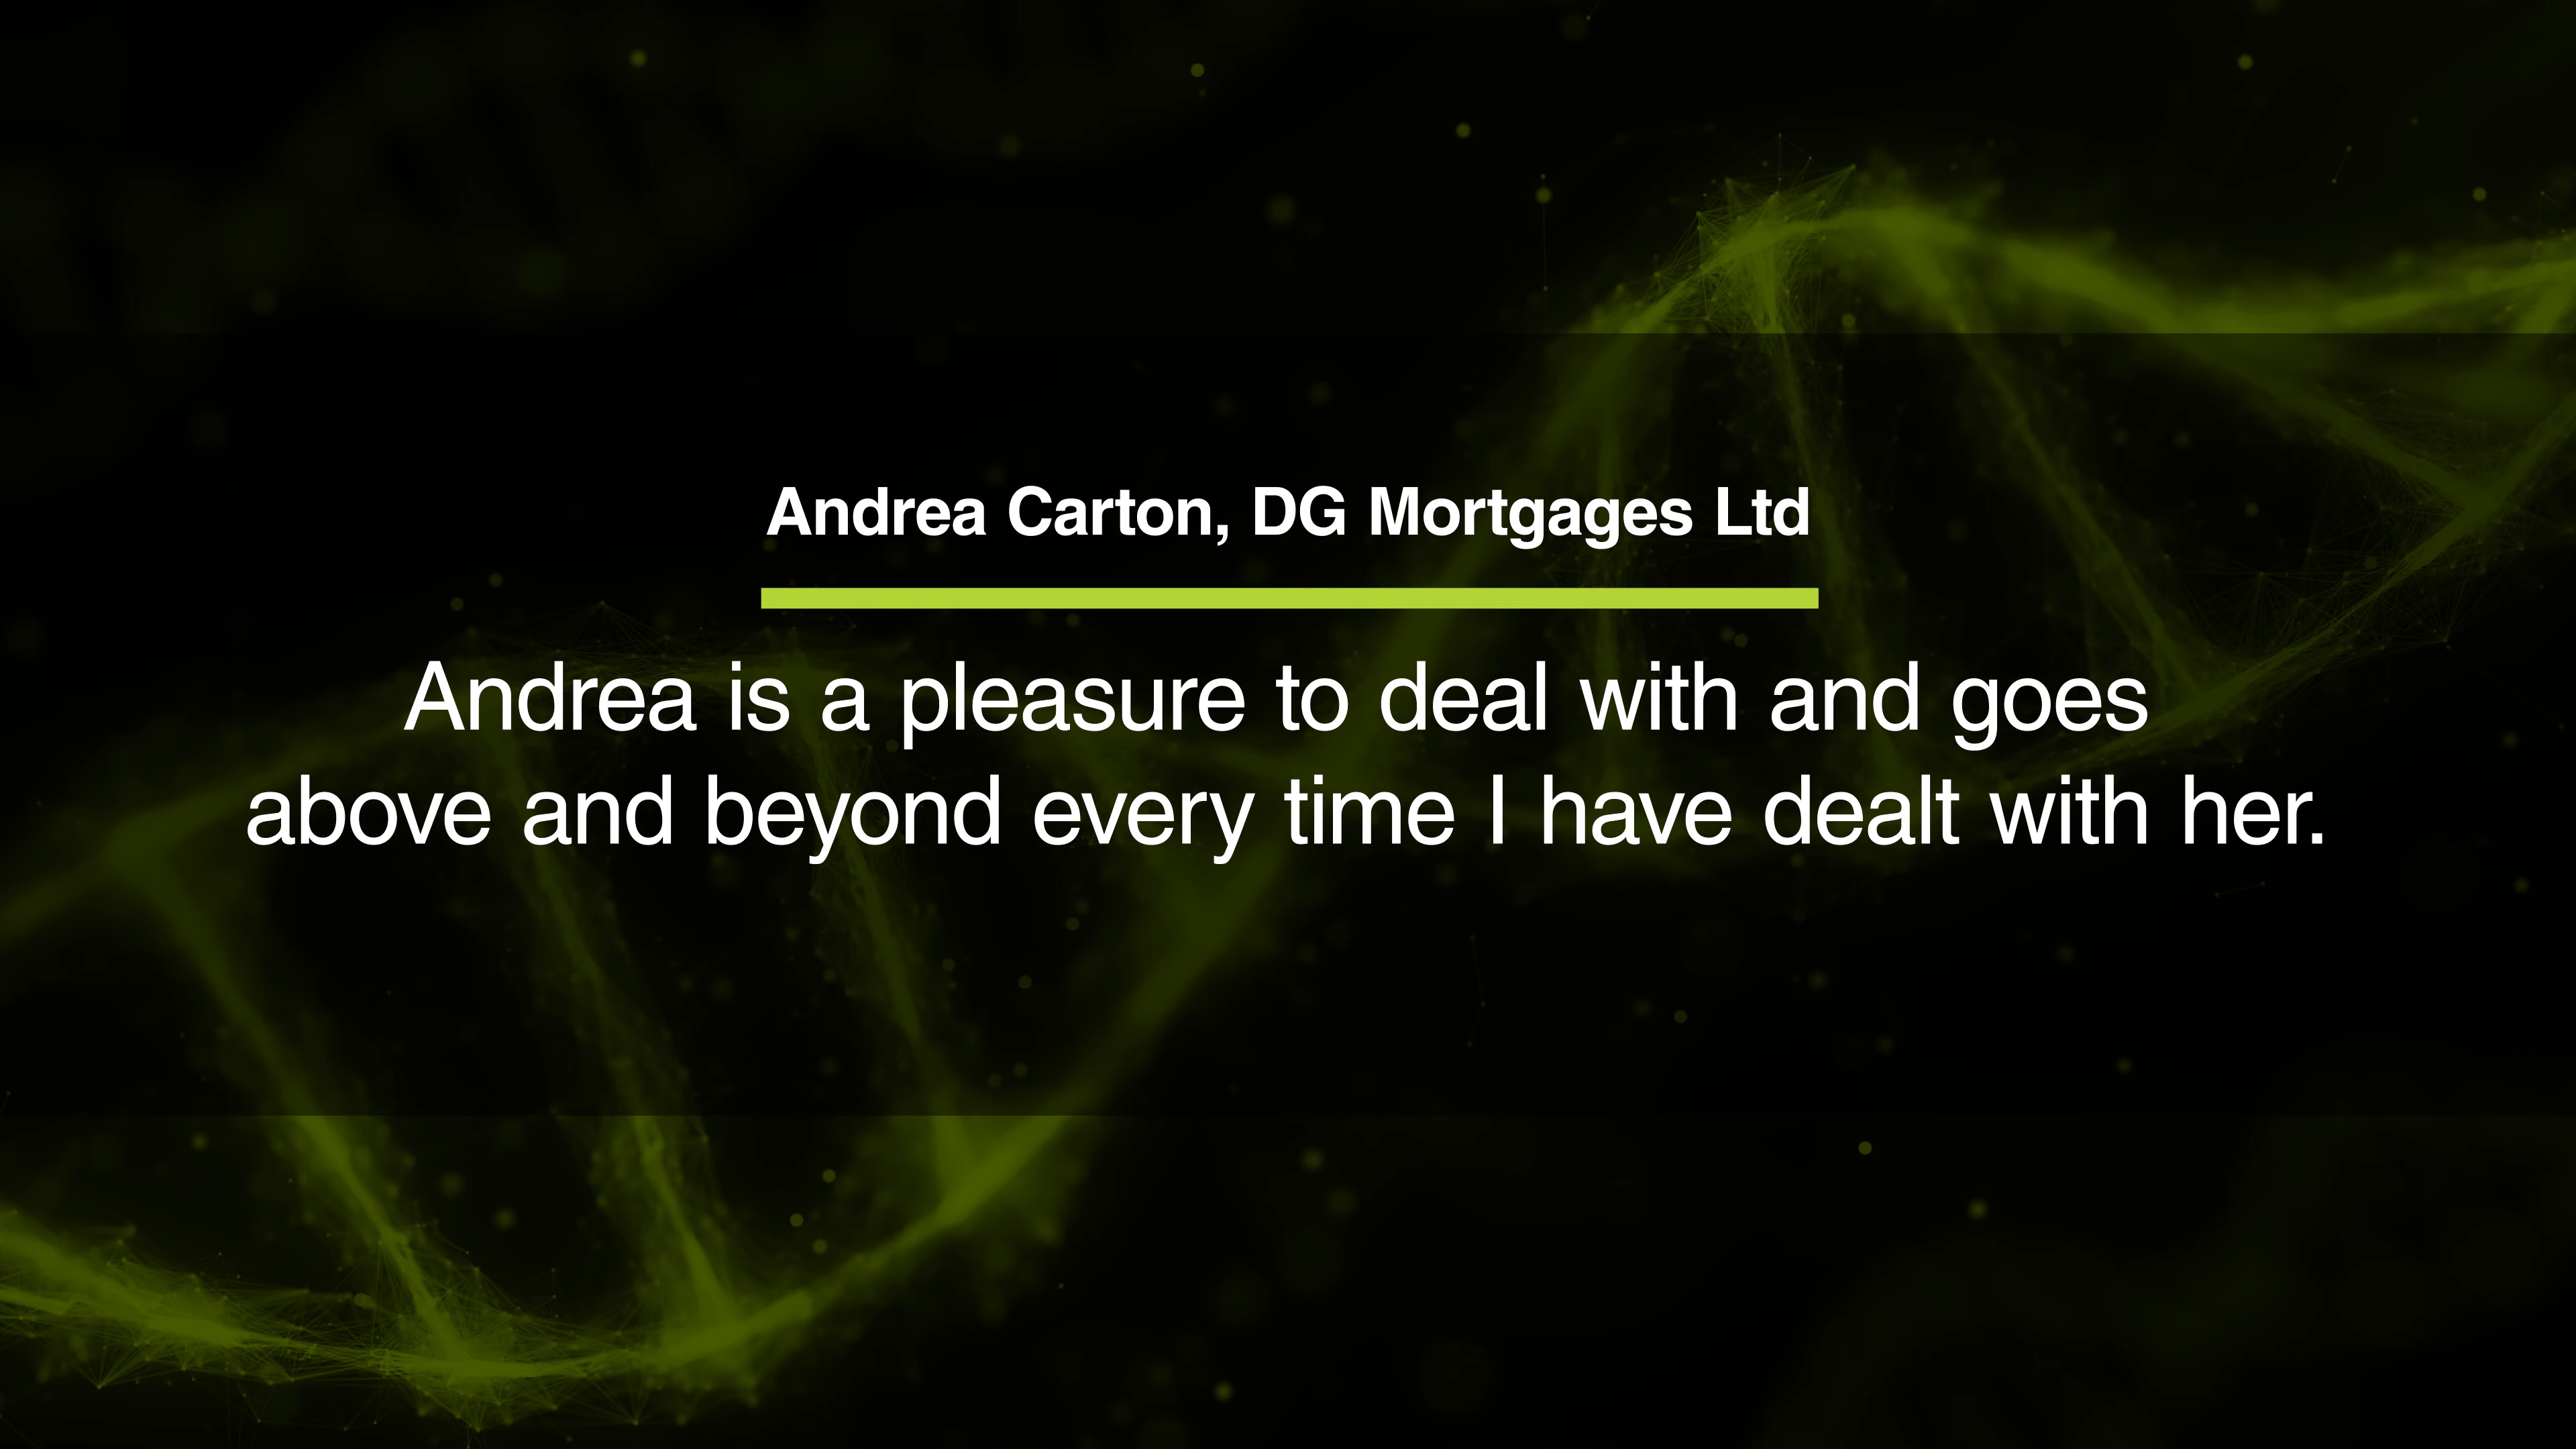 Andrea Carton, DG Mortgages Ltd
Andrea is a pleasure to deal with and goes
above and beyond every time I have dealt with her.